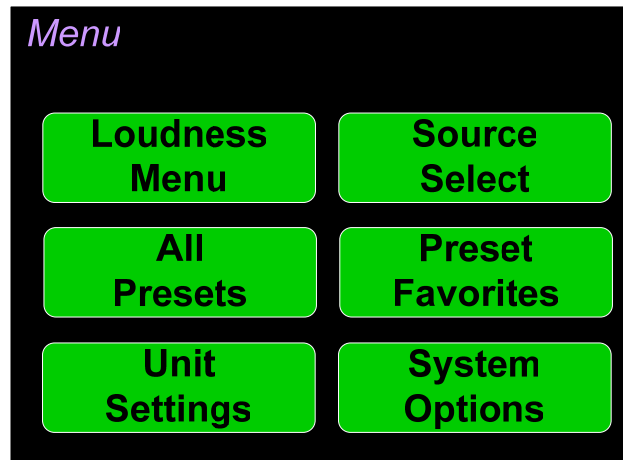 Menu
Loudness
Menu
Source
Select
All
Presets
Preset
Favorites
Unit
Settings
System
Options